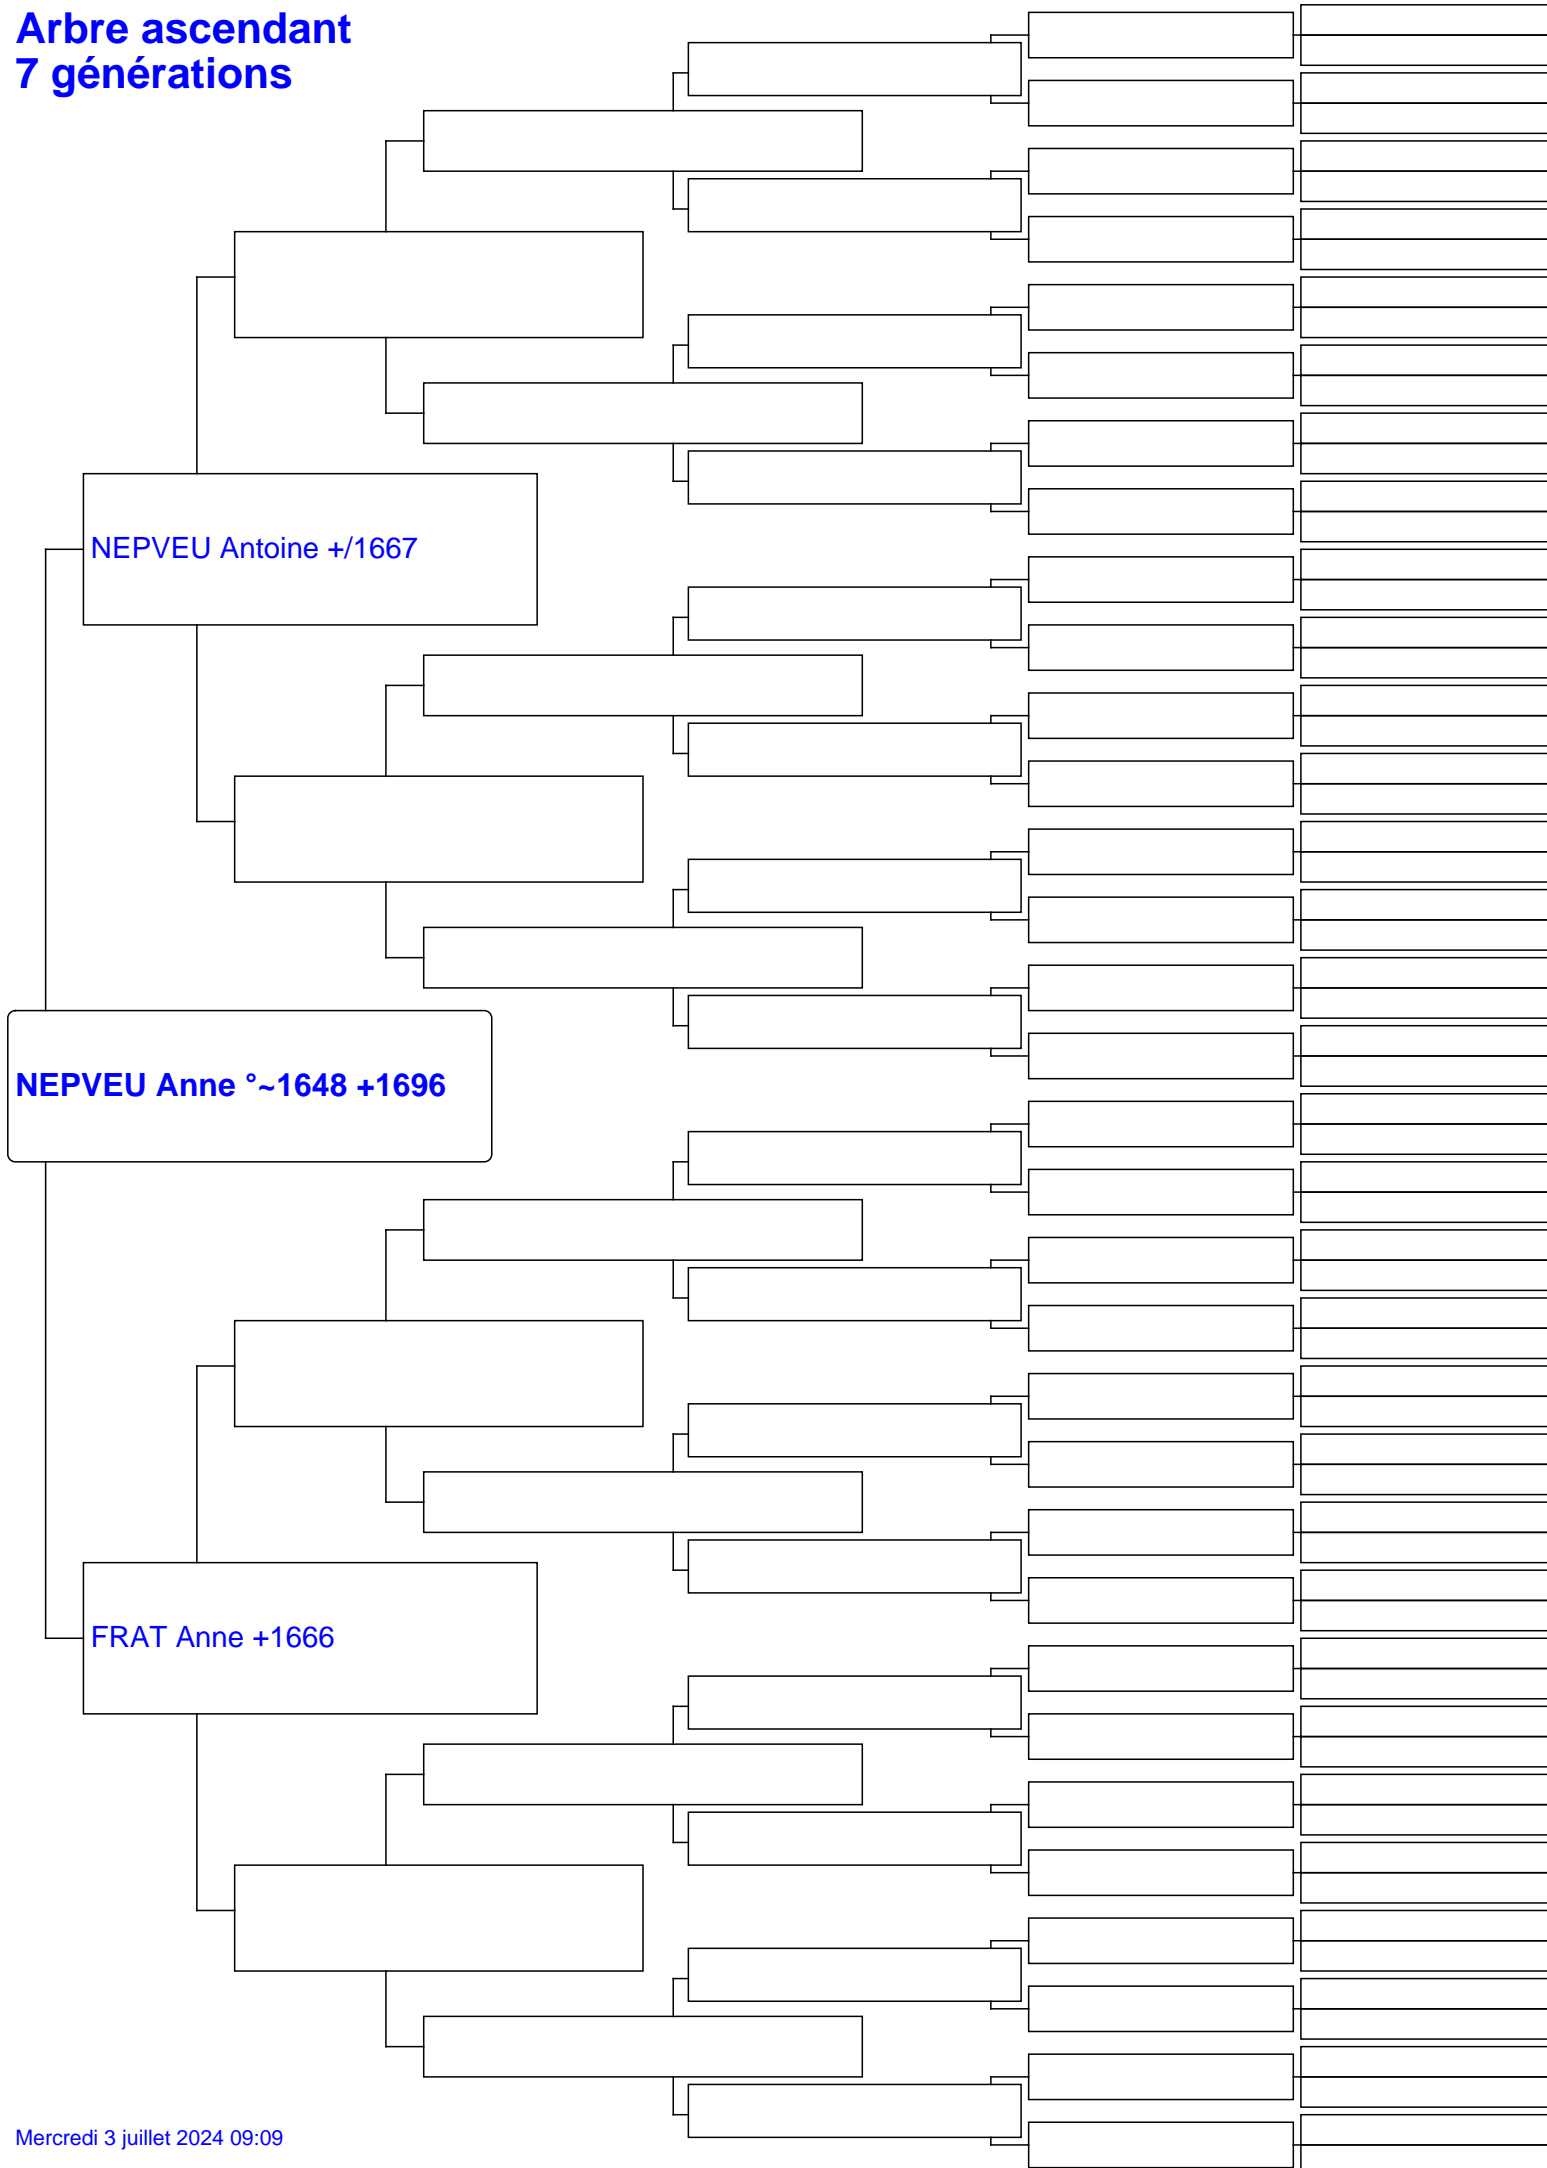 Arbre ascendant
7 générations
NEPVEU Antoine +/1667
NEPVEU Anne °~1648 +1696
FRAT Anne +1666
Mercredi 3 juillet 2024 09:09